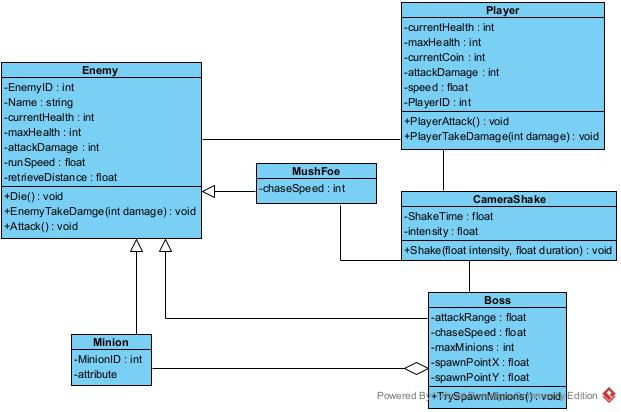 Player
-currentHealth : int
-maxHealth : int
-currentCoin : int
-attackDamage : int
-speed : float
-PlayerID : int
+PlayerAttack() : void
+PlayerTakeDamage(int damage) : void
Enemy
-EnemyID : int
-Name : string
-currentHealth : int
-maxHealth : int
-attackDamage : int
-runSpeed : float
-retrieveDistance : float
+Die() : void
+EnemyTakeDamge(int damage) : void
+Attack() : void
MushFoe
-chaseSpeed : int
CameraShake
-ShakeTime : float
-intensity : float
+Shake(float intensity, float duration) : void
Boss
-attackRange : float
-chaseSpeed : float
-maxMinions : int
-spawnPointX : float
-spawnPointY : float
+TrySpawnMinions() : void
Minion
-MinionID : int
-attribute
Powered By Visual Paradigm Community Edition